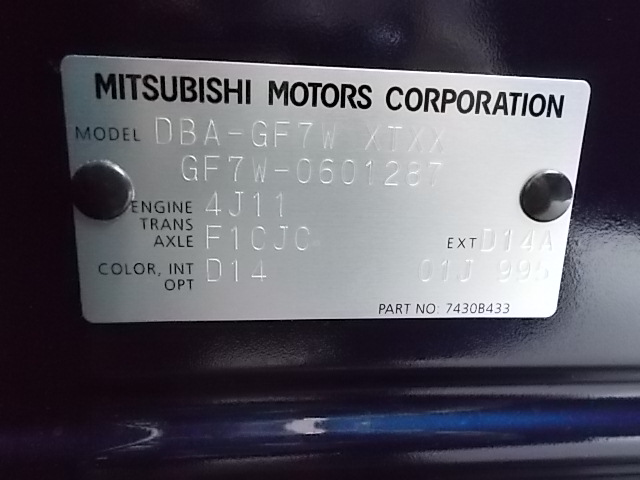 MITSUBISHI MOTORS CORPORATION
MODEL DBA-GF7W XTXX
GF7W-0601287
ENGINE 4J11
TRANS
AXLE F1CJC EXT D14A
COLOR, INT D14 01J 995
OPT
PART NO: 7430B433